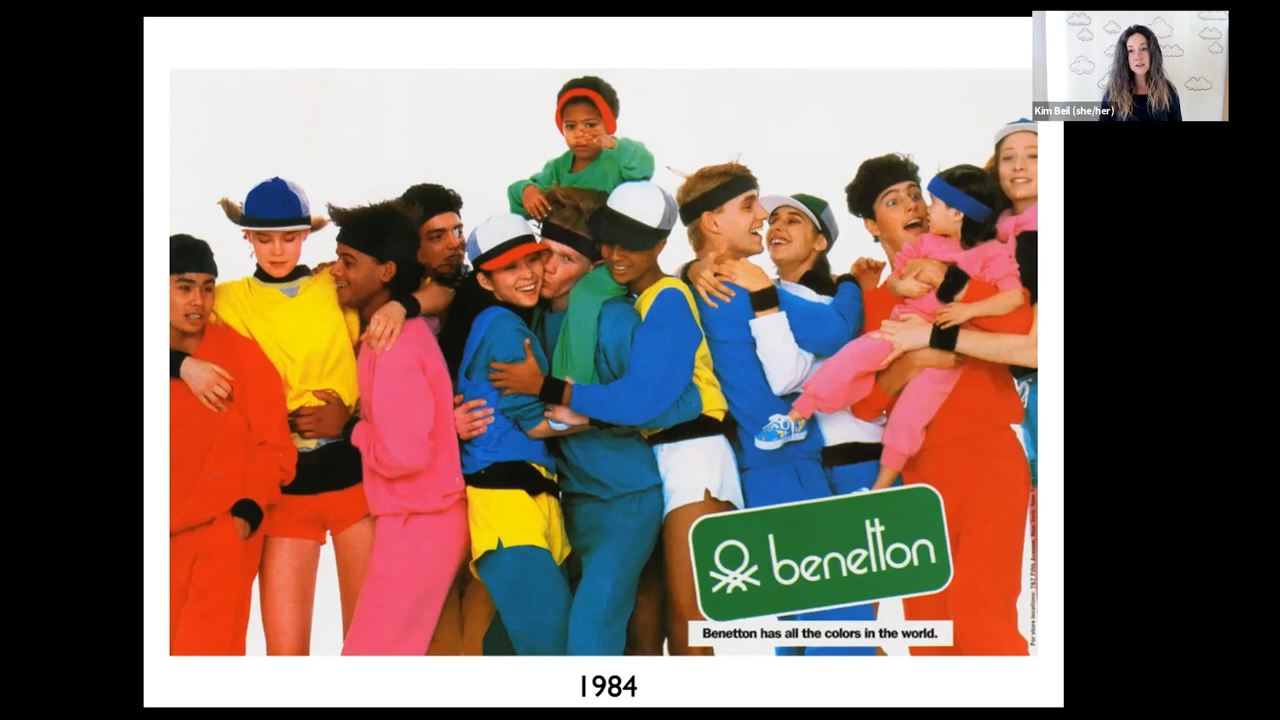 Kim Beil (she/her)
benetton
Benetton has all the colors in the world.
1984